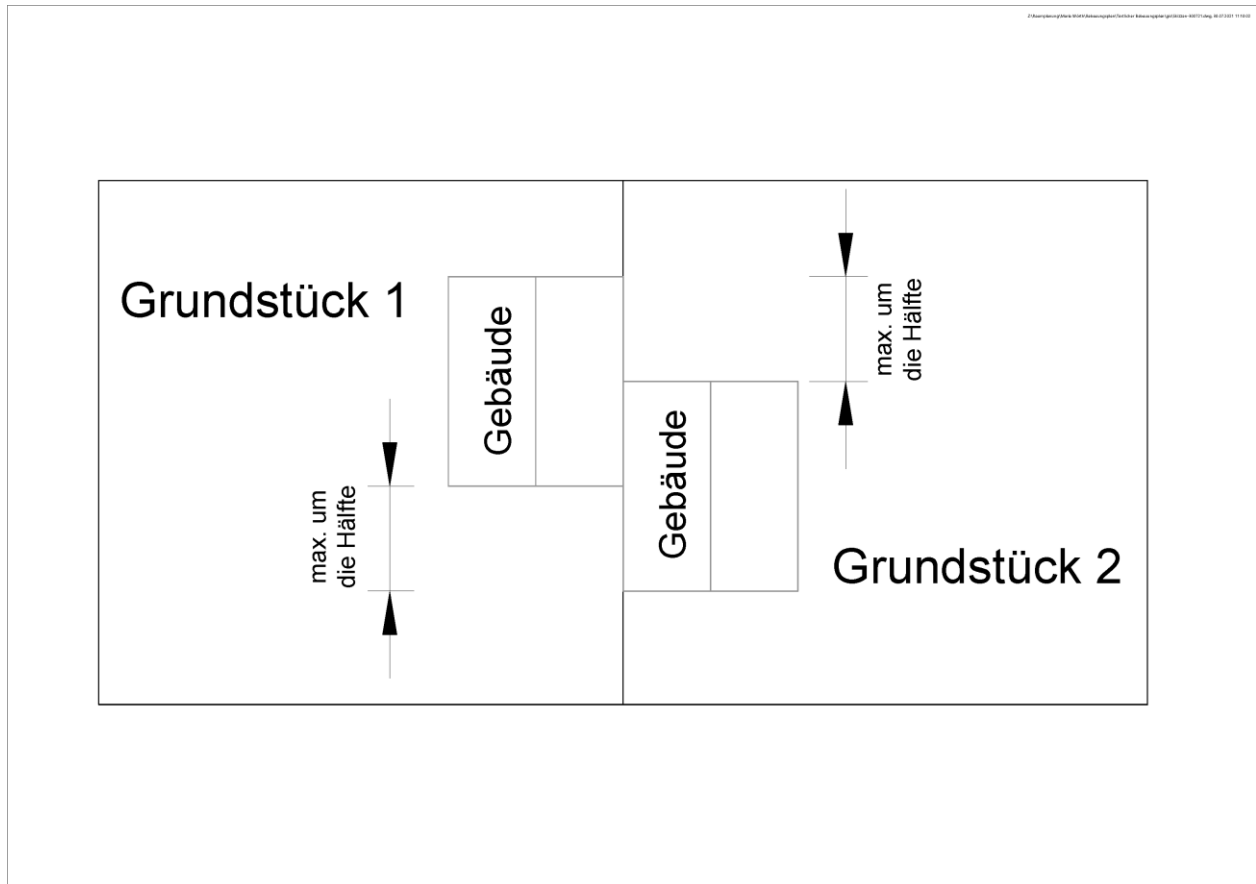 Grundstück 1
Gebäude
max. um
die Hälfte
max. um
die Hälfte
Gebäude
Grundstück 2